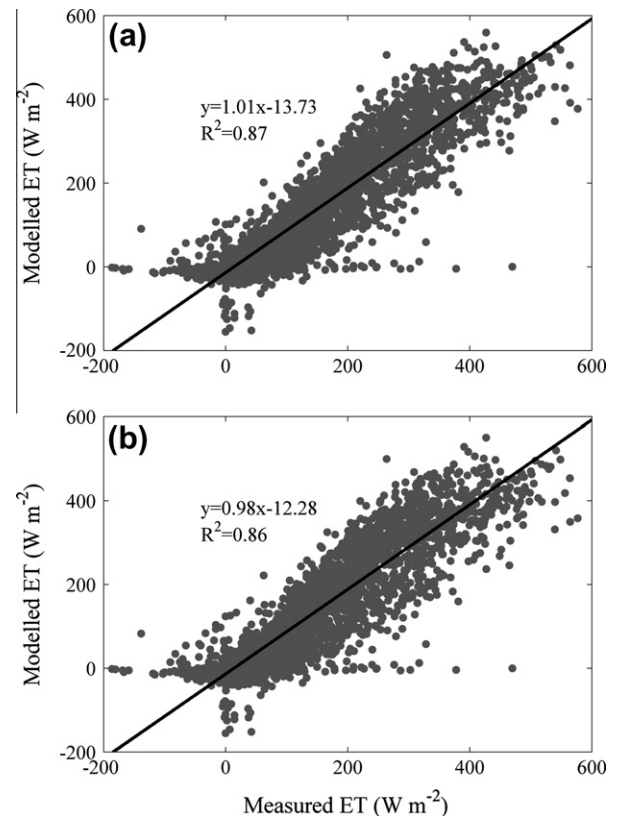 (a)
600
y=1.01x-13.73
R²=0.87
400
200
0
-200
Modelled ET (W m⁻²)
-200 0 200 400 600
(b)
600
y=0.98x-12.28
R²=0.86
400
200
0
-200
Modelled ET (W m⁻²)
-200 0 200 400 600
Measured ET (W m⁻²)